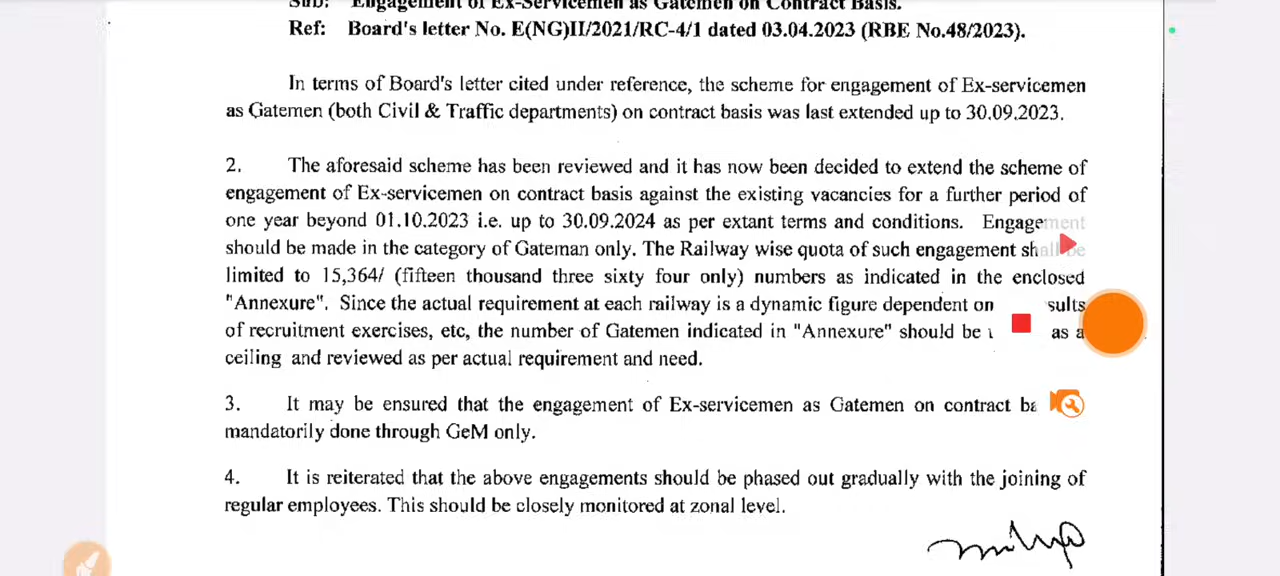 Sub: Engagement of Ex-Servicemen as Gatemen on Contract Basis.
Ref: Board's letter No. E(NG)II/2021/RC-4/1 dated 03.04.2023 (RBE No.48/2023).
In terms of Board's letter cited under reference, the scheme for engagement of Ex-servicemen
as Gatemen (both Civil & Traffic departments) on contract basis was last extended up to 30.09.2023.
2. The aforesaid scheme has been reviewed and it has now been decided to extend the scheme of
engagement of Ex-servicemen on contract basis against the existing vacancies for a further period of
one year beyond 01.10.2023 i.e. up to 30.09.2024 as per extant terms and conditions. Engagement
should be made in the category of Gateman only. The Railway wise quota of such engagement shall be
limited to 15,364/ (fifteen thousand three sixty four only) numbers as indicated in the enclosed
"Annexure". Since the actual requirement at each railway is a dynamic figure dependent on sults
of recruitment exercises, etc, the number of Gatemen indicated in "Annexure" should be as a
ceiling and reviewed as per actual requirement and need.
3. It may be ensured that the engagement of Ex-servicemen as Gatemen on contract
mandatorily done through GeM only.
4. It is reiterated that the above engagements should be phased out gradually with the joining of
regular employees. This should be closely monitored at zonal level.